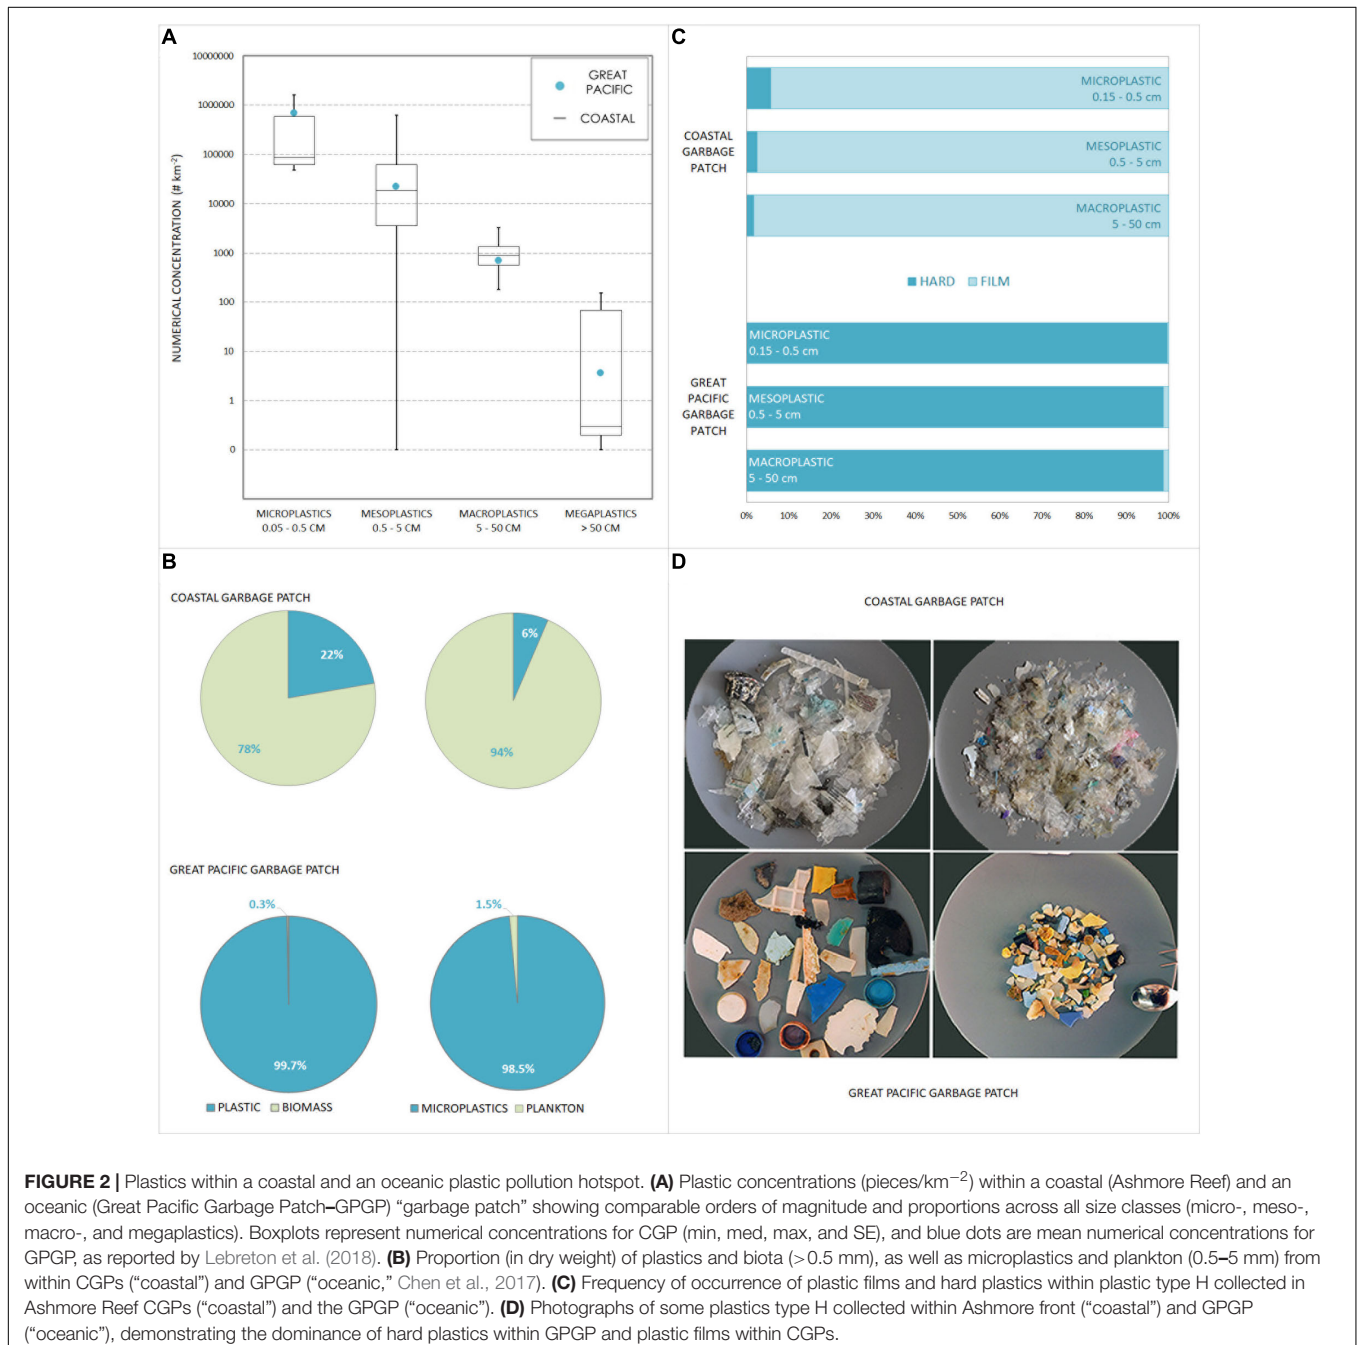 A
10000000
1000000
100000
10000
1000
100
10
1
0
NUMERICAL CONCENTRATION (# km-2)
GREAT
PACIFIC
COASTAL
MICROPLASTICS
0.05 - 0.5 CM
MESOPLASTICS
0.5 - 5 CM
MACROPLASTICS
5 - 50 CM
MEGAPLASTICS
> 50 CM
C
COASTAL
GARBAGE
PATCH
MICROPLASTIC
0.15 - 0.5 cm
MESOPLASTIC
0.5 - 5 cm
MACROPLASTIC
5 - 50 cm
HARD FILM
GREAT
PACIFIC
GARBAGE
PATCH
MICROPLASTIC
0.15 - 0.5 cm
MESOPLASTIC
0.5 - 5 cm
MACROPLASTIC
5 - 50 cm
0% 10% 20% 30% 40% 50% 60% 70% 80% 90% 100%
B
COASTAL GARBAGE PATCH
22%
78%
6%
94%
GREAT PACIFIC GARBAGE PATCH
0.3%
99.7%
1.5%
98.5%
PLASTIC BIOMASS
MICROPLASTICS PLANKTON
D
COASTAL GARBAGE PATCH
GREAT PACIFIC GARBAGE PATCH
FIGURE 2 | Plastics within a coastal and an oceanic plastic pollution hotspot. (A) Plastic concentrations (pieces/km−2) within a coastal (Ashmore Reef) and an
oceanic (Great Pacific Garbage Patch–GPGP) “garbage patch” showing comparable orders of magnitude and proportions across all size classes (micro-, meso-,
macro-, and megaplastics). Boxplots represent numerical concentrations for CGP (min, med, max, and SE), and blue dots are mean numerical concentrations for
GPGP, as reported by Lebreton et al. (2018). (B) Proportion (in dry weight) of plastics and biota (>0.5 mm), as well as microplastics and plankton (0.5–5 mm) from
within CGPs (“coastal”) and GPGP (“oceanic,” Chen et al., 2017). (C) Frequency of occurrence of plastic films and hard plastics within plastic type H collected in
Ashmore Reef CGPs (“coastal”) and the GPGP (“oceanic”). (D) Photographs of some plastics type H collected within Ashmore front (“coastal”) and GPGP
(“oceanic”), demonstrating the dominance of hard plastics within GPGP and plastic films within CGPs.